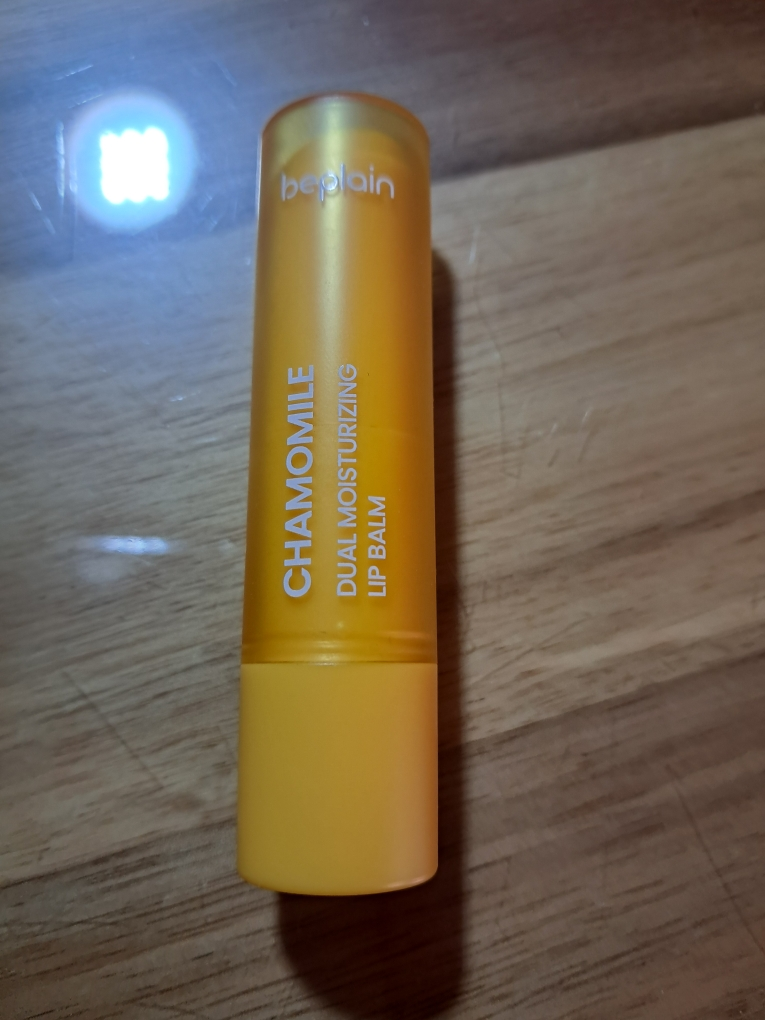 beplain
CHAMOMILE
DUAL MOISTURIZING
LIP BALM